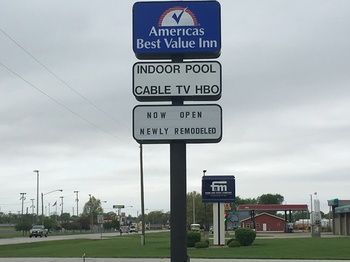 Americas
Best Value Inn
INDOOR POOL
CABLE TV HBO
NOW OPEN
NEWLY REMODELED
fm